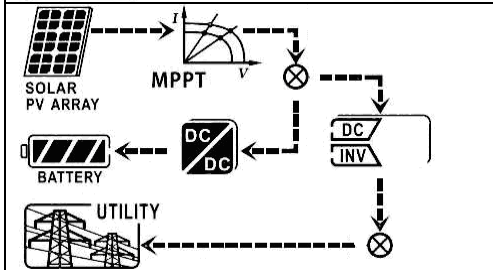 I
V
SOLAR
PV ARRAY
MPPT
DC
DC
DC
INV
BATTERY
UTILITY